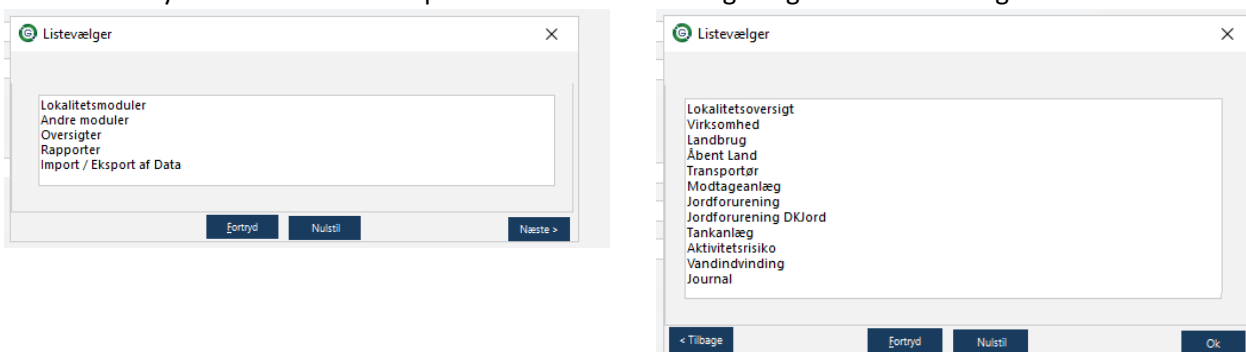 Listevælger
Lokalitetsmoduler
Andre moduler
Oversigter
Rapporter
Import / Eksport af Data
Fortryd
Nulstil
Næste >
Listevælger
Lokalitetsoversigt
Virksomhed
Landbrug
Åbent Land
Transportør
Modtageanlæg
Jordforurening
Jordforurening DKJord
Tankanlæg
Aktivitetsrisiko
Vandindvinding
Journal
< Tilbage
Fortryd
Nulstil
Ok